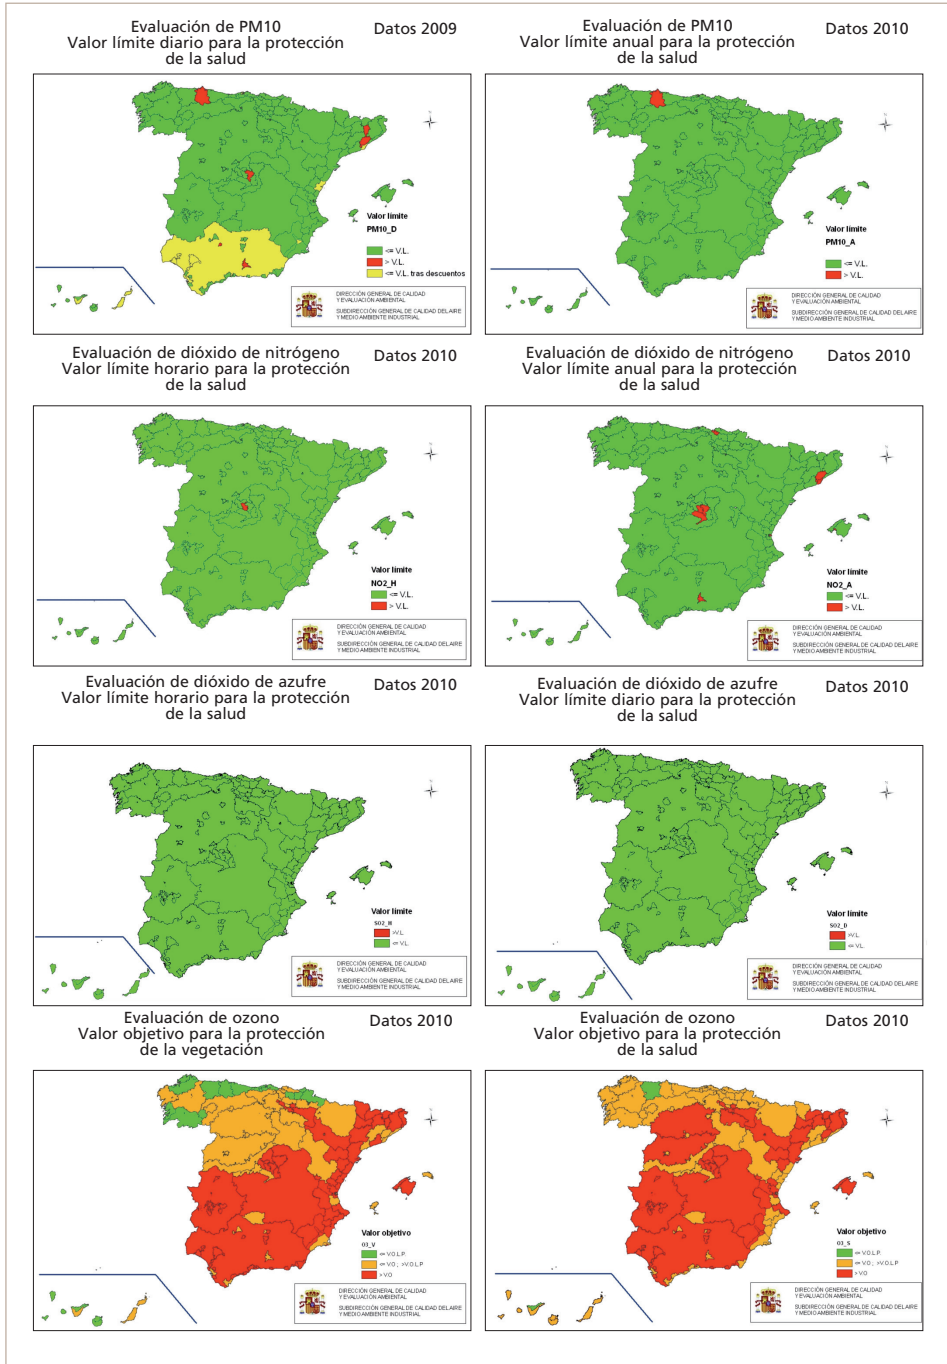 Evaluación de PM10
Valor límite diario para la protección
de la salud
Datos 2009
Valor límite
PM10_D
<= V.L.
> V.L.
<= V.L. tras descuentos
DIRECCIÓN GENERAL DE CALIDAD
Y EVALUACIÓN AMBIENTAL
SUBDIRECCIÓN GENERAL DE CALIDAD DEL AIRE
Y MEDIO AMBIENTE INDUSTRIAL
Evaluación de PM10
Valor límite anual para la protección
de la salud
Datos 2010
Valor límite
PM10_A
<= V.L.
> V.L.
DIRECCIÓN GENERAL DE CALIDAD
Y EVALUACIÓN AMBIENTAL
SUBDIRECCIÓN GENERAL DE CALIDAD DEL AIRE
Y MEDIO AMBIENTE INDUSTRIAL
Evaluación de dióxido de nitrógeno
Valor límite horario para la protección
de la salud
Datos 2010
Valor límite
NO2_H
<= V.L.
> V.L.
DIRECCIÓN GENERAL DE CALIDAD
Y EVALUACIÓN AMBIENTAL
SUBDIRECCIÓN GENERAL DE CALIDAD DEL AIRE
Y MEDIO AMBIENTE INDUSTRIAL
Evaluación de dióxido de nitrógeno
Valor límite anual para la protección
de la salud
Datos 2010
Valor límite
NO2_A
<= V.L.
> V.L.
DIRECCIÓN GENERAL DE CALIDAD
Y EVALUACIÓN AMBIENTAL
SUBDIRECCIÓN GENERAL DE CALIDAD DEL AIRE
Y MEDIO AMBIENTE INDUSTRIAL
Evaluación de dióxido de azufre
Valor límite horario para la protección
de la salud
Datos 2010
Valor límite
SO2_H
>V.L.
<= V.L.
DIRECCIÓN GENERAL DE CALIDAD
Y EVALUACIÓN AMBIENTAL
SUBDIRECCIÓN GENERAL DE CALIDAD DEL AIRE
Y MEDIO AMBIENTE INDUSTRIAL
Evaluación de dióxido de azufre
Valor límite diario para la protección
de la salud
Datos 2010
Valor límite
SO2_D
>V.L.
<= V.L.
DIRECCIÓN GENERAL DE CALIDAD
Y EVALUACIÓN AMBIENTAL
SUBDIRECCIÓN GENERAL DE CALIDAD DEL AIRE
Y MEDIO AMBIENTE INDUSTRIAL
Evaluación de ozono
Valor objetivo para la protección
de la vegetación
Datos 2010
Valor objetivo
O3_V
<= V.O.L.P.
<= V.O.; >V.O.L.P
> V.O
DIRECCIÓN GENERAL DE CALIDAD
Y EVALUACIÓN AMBIENTAL
SUBDIRECCIÓN GENERAL DE CALIDAD DEL AIRE
Y MEDIO AMBIENTE INDUSTRIAL
Evaluación de ozono
Valor objetivo para la protección
de la salud
Datos 2010
Valor objetivo
O3_S
<= V.O.L.P.
<= V.O.; >V.O.L.P
> V.O
DIRECCIÓN GENERAL DE CALIDAD
Y EVALUACIÓN AMBIENTAL
SUBDIRECCIÓN GENERAL DE CALIDAD DEL AIRE
Y MEDIO AMBIENTE INDUSTRIAL